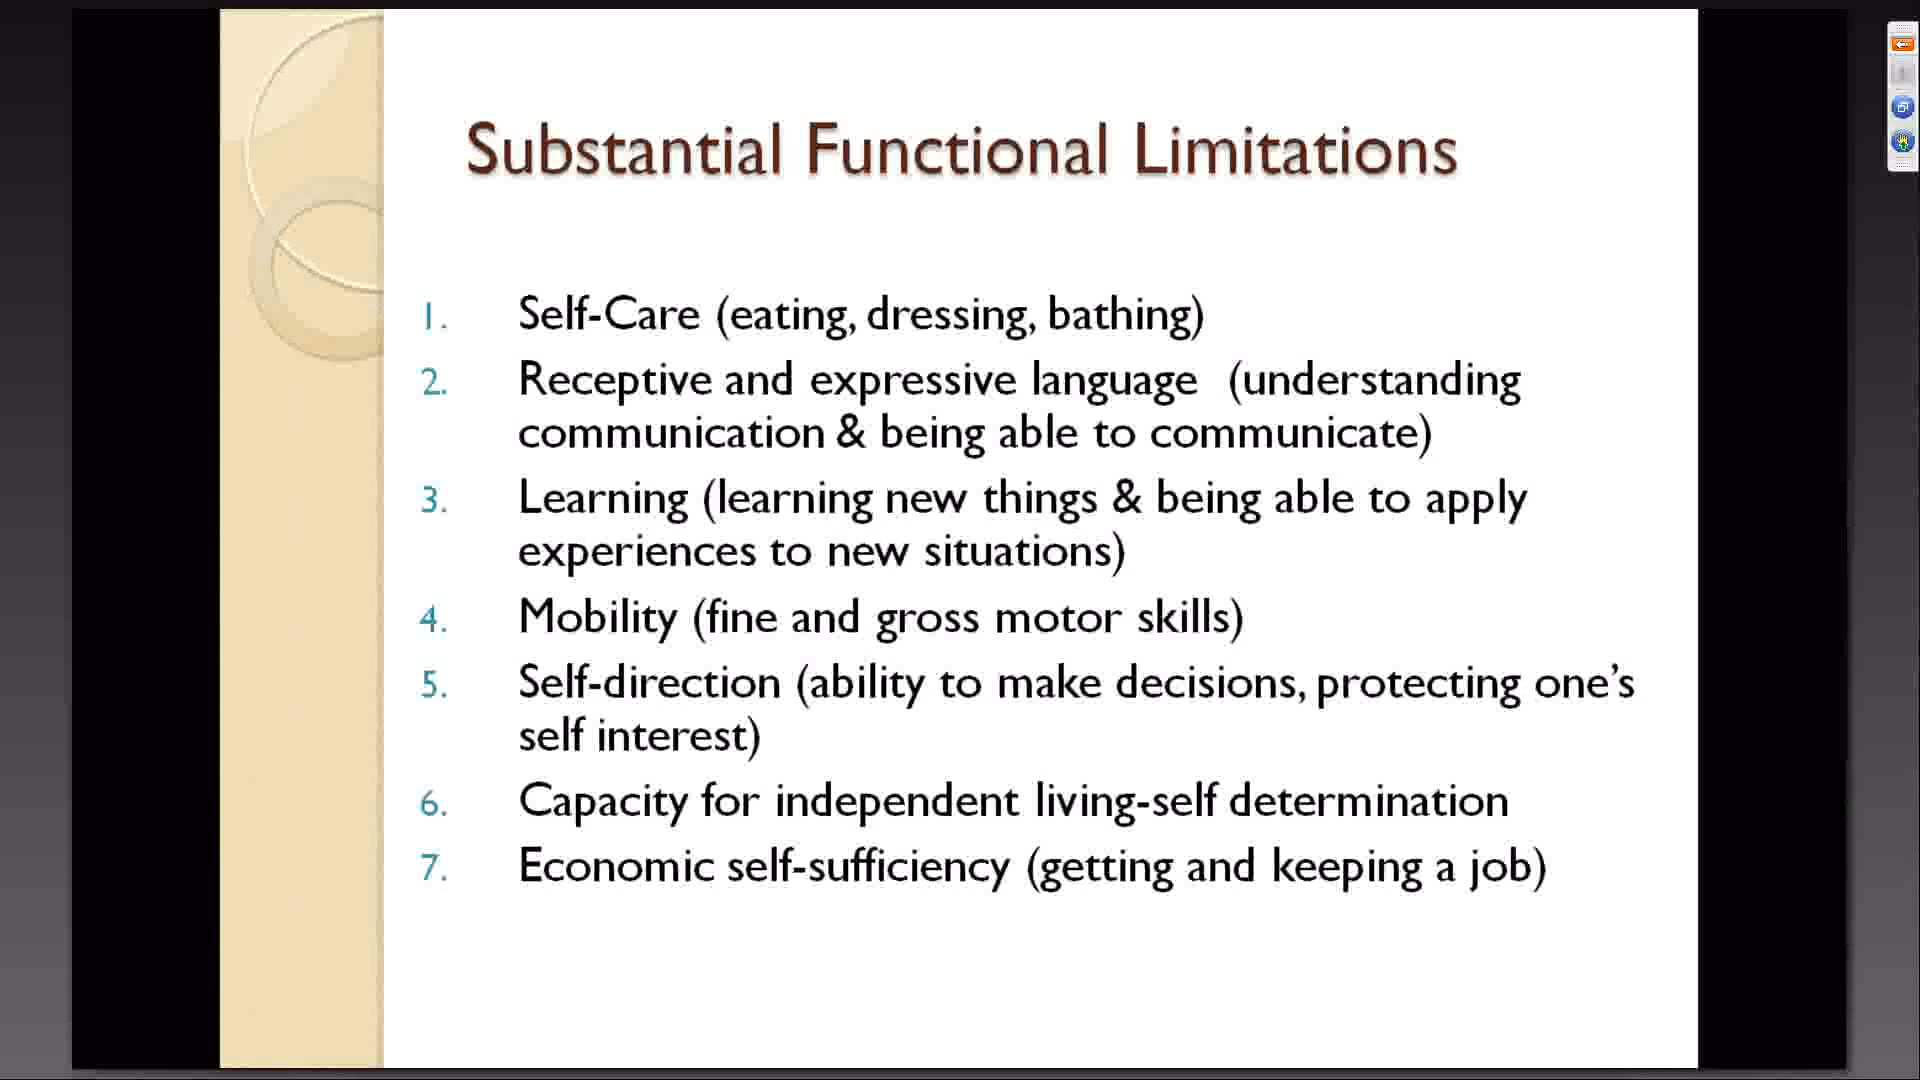 Substantial Functional Limitations
1. Self-Care (eating, dressing, bathing)
2. Receptive and expressive language (understanding
communication & being able to communicate)
3. Learning (learning new things & being able to apply
experiences to new situations)
4. Mobility (fine and gross motor skills)
5. Self-direction (ability to make decisions, protecting one’s
self interest)
6. Capacity for independent living-self determination
7. Economic self-sufficiency (getting and keeping a job)